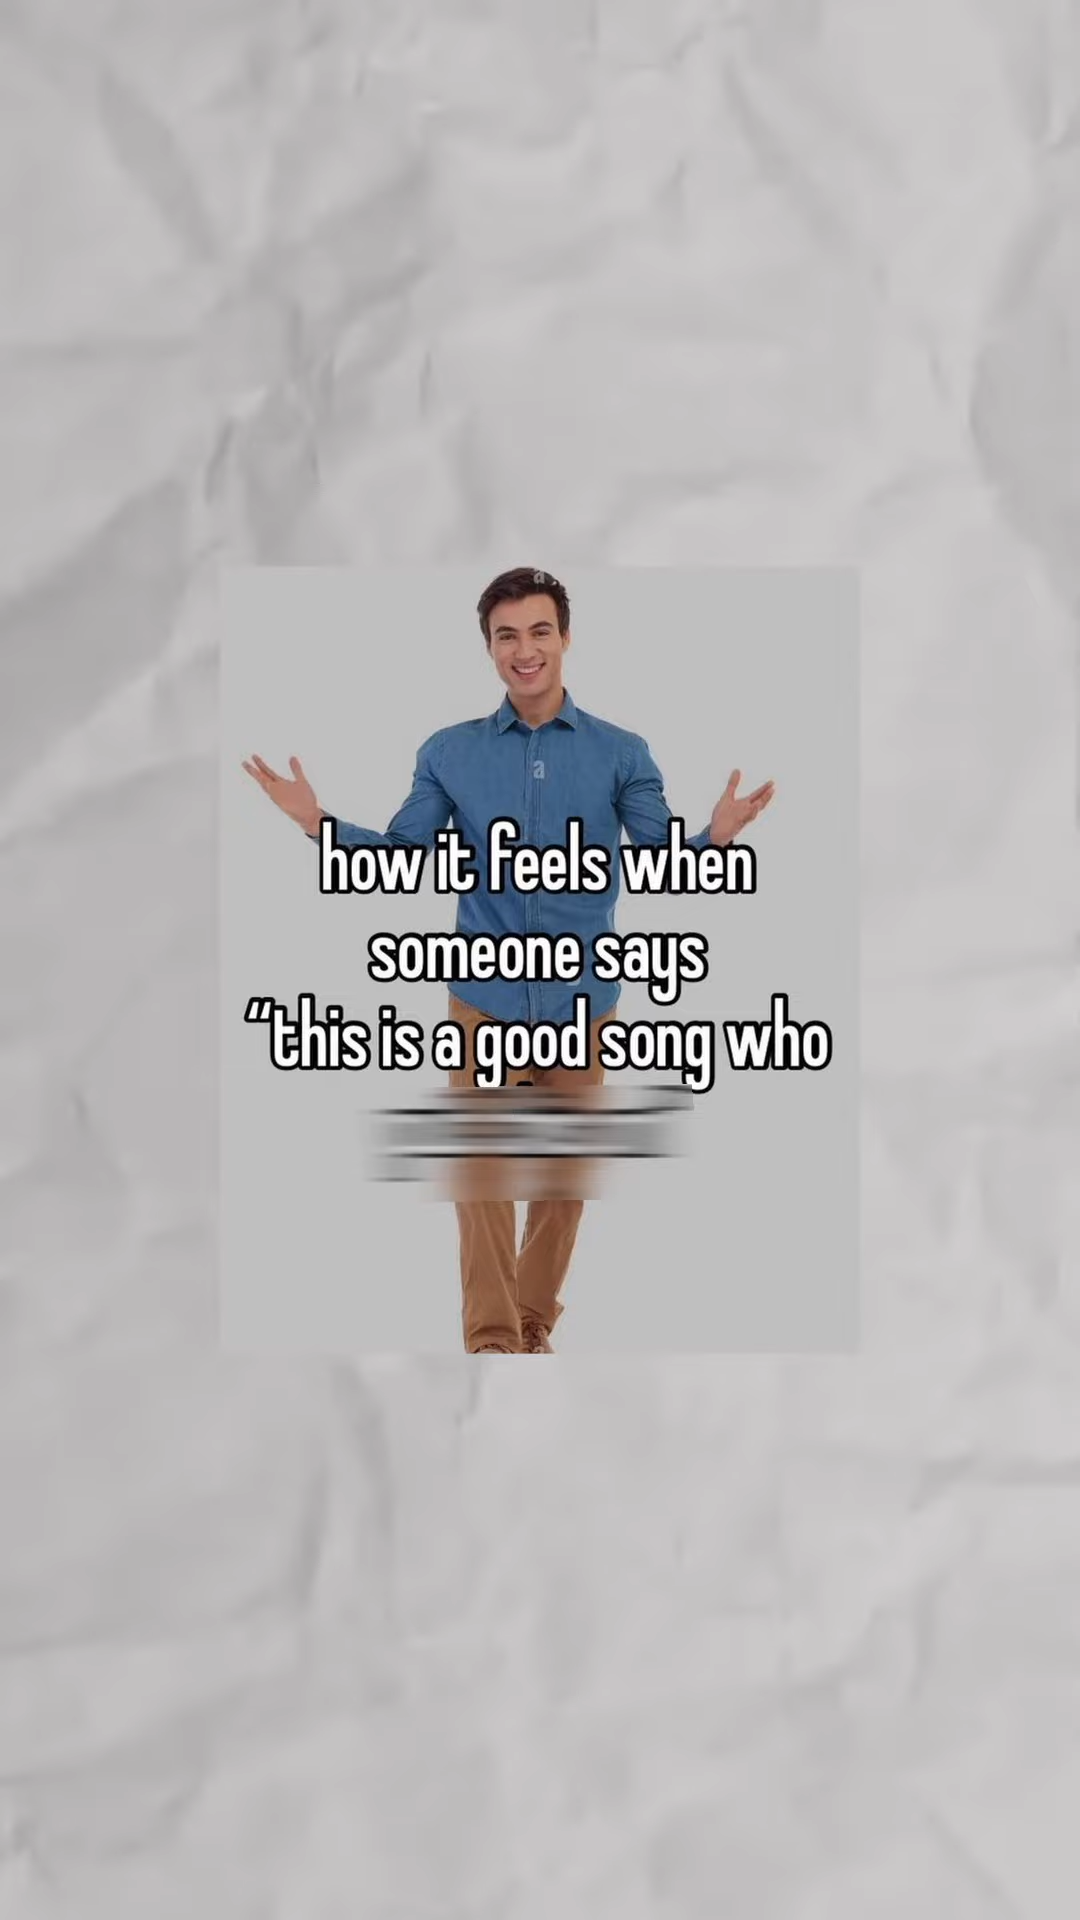 how it feels when
someone says
“this is a good song who
a
a